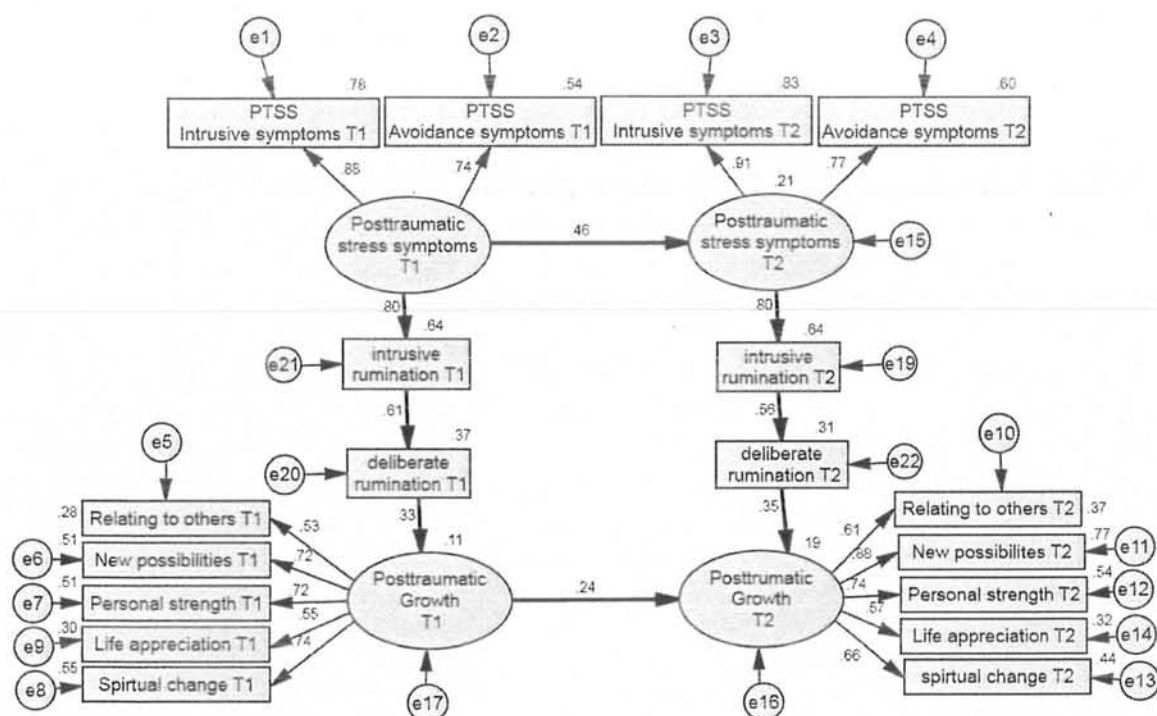 e1
e2
e3
e4
.76
.54
.83
.60
PTSS
Intrusive symptoms T1
PTSS
Avoidance symptoms T1
PTSS
Intrusive symptoms T2
PTSS
Avoidance symptoms T2
.88
.74
.91
.77
.21
Posttraumatic
stress symptoms
T1
46
Posttraumatic
stress symptoms
T2
e15
.80
.64
.80
.64
e21
intrusive
rumination T1
intrusive
rumination T2
e19
.61
.37
.56
.31
e5
e20
deliberate
rumination T1
deliberate
rumination T2
e22
e10
.28
Relating to others T1
.53
.33
.11
.35
19
.61
Relating to others T2
.37
e6
.51
New possibilities T1
.72
.88
New possibilites T2
.77
e11
e7
.51
Personal strength T1
.72
Posttraumatic
Growth
T1
.24
Posttrumatic
Growth
T2
.74
Personal strength T2
.54
e12
e9
.30
Life appreciation T1
.55
.57
Life appreciation T2
.32
e14
e8
.55
Spirtual change T1
.74
.66
spirtual change T2
.44
e13
e17
e16